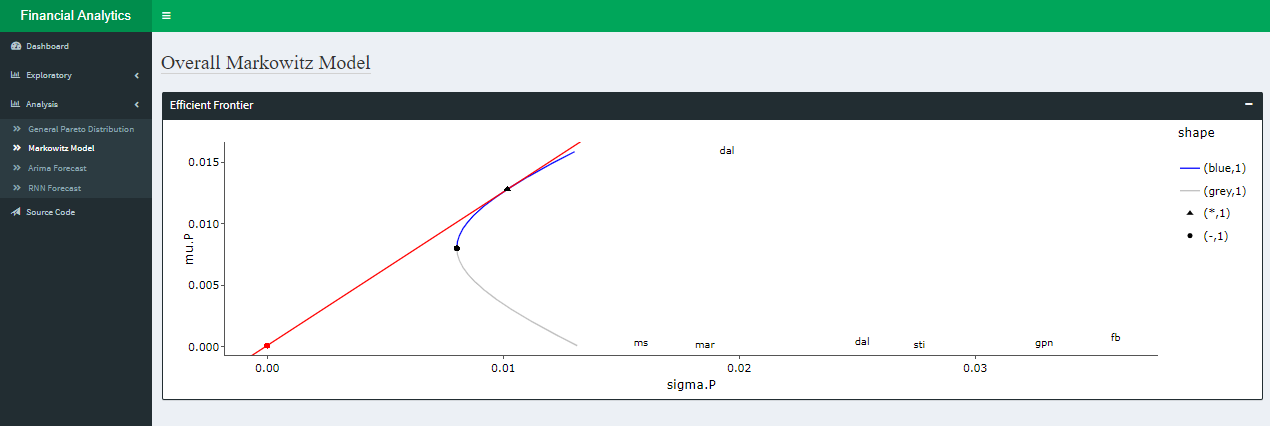 Financial Analytics
Dashboard
Exploratory
Analysis
General Pareto Distribution
Markowitz Model
Arima Forecast
RNN Forecast
Source Code
Overall Markowitz Model
Efficient Frontier
shape
(blue,1)
(grey,1)
(*,1)
(-,1)
mu.P
0.015
0.010
0.005
0.000
dal
ms
mar
dal
sti
gpn
fb
0.00
0.01
0.02
0.03
sigma.P